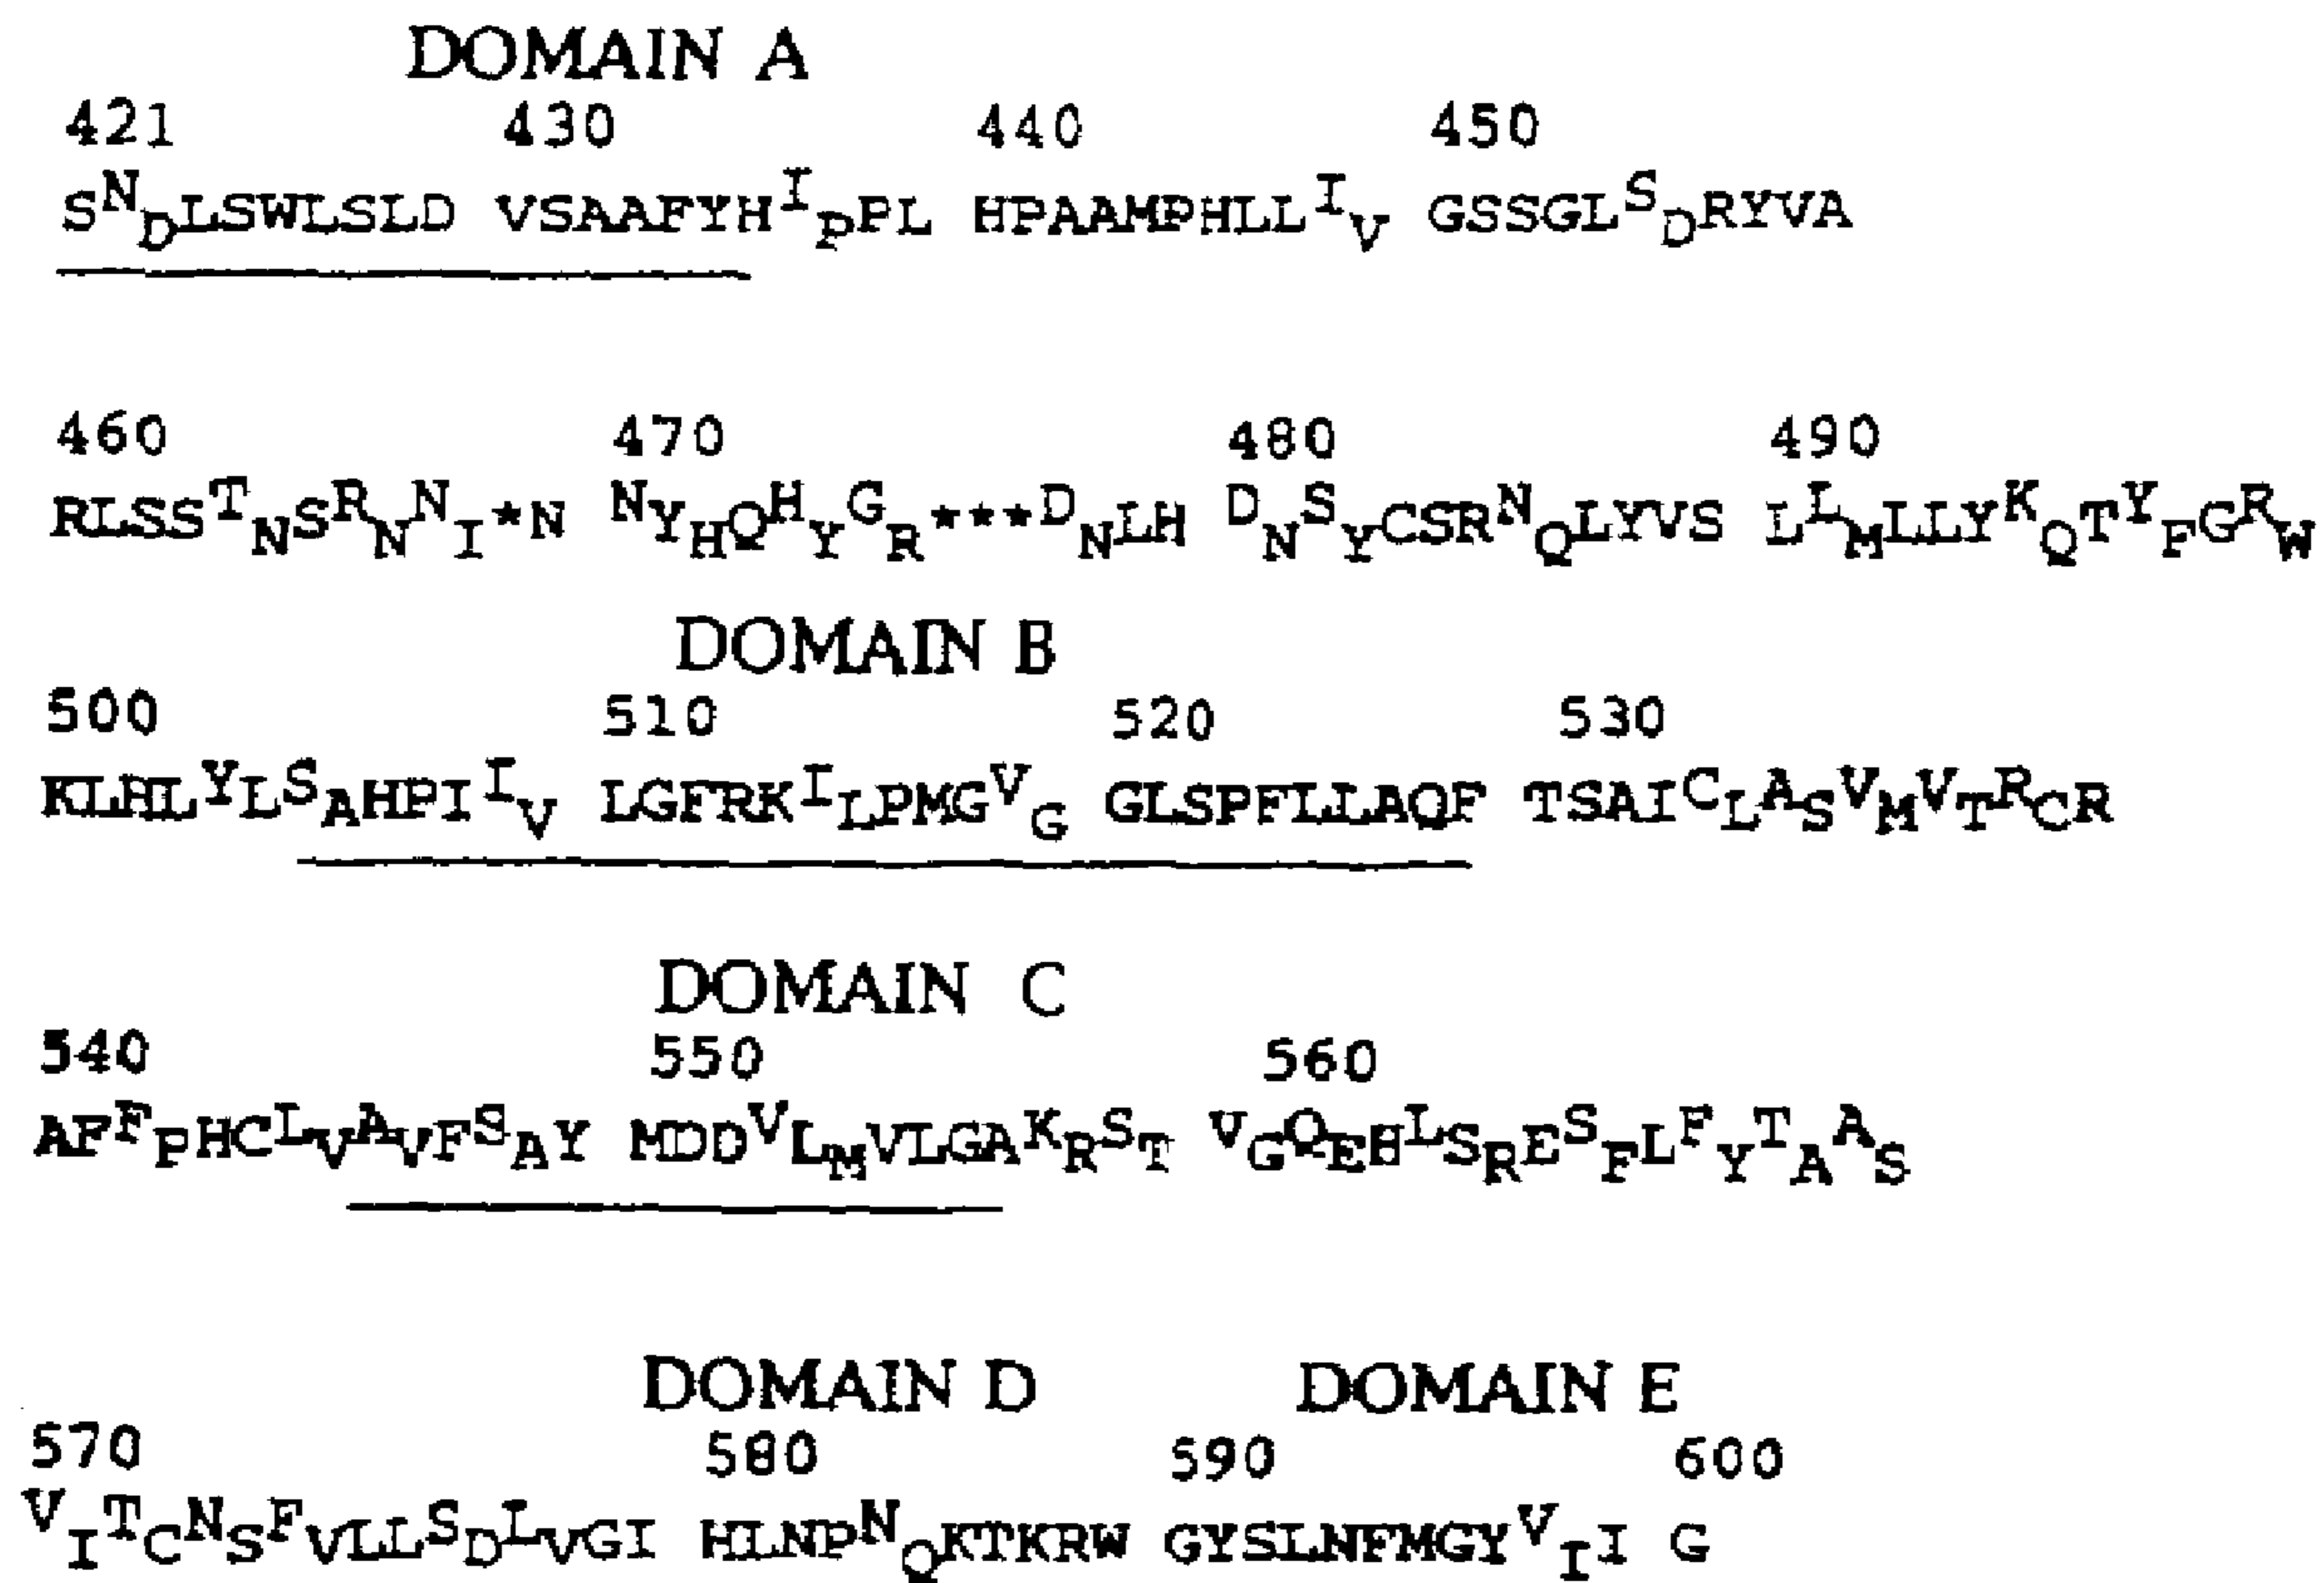 DOMAIN A
421 430 440 450
SNDLSWLSLD VSAAFYHIPPL HPAAMPHLLIV GSSGLSDRYVA
460 470 480 490
RLSSTNSRNNI*N NYHQHYGR***DNLH DNSYCSRNQLYVS LLMLLYKQTYFGRW
DOMAIN B
500 510 520 530
KLHLYLSAHPIIV LGFRKILPMGVG GLSPFLLAQF TSAICLASVMVTRCR
DOMAIN C
540 550 560
AFFPHCLVAVFSAY MDDVLMVLGAKRST VGQEHLSRESFLFYTAAS
DOMAIN D DOMAIN E
570 580 590 600
VITCNSFVLLSDLVGI HLNPNQKTKRW GYSLNFMGYVII G